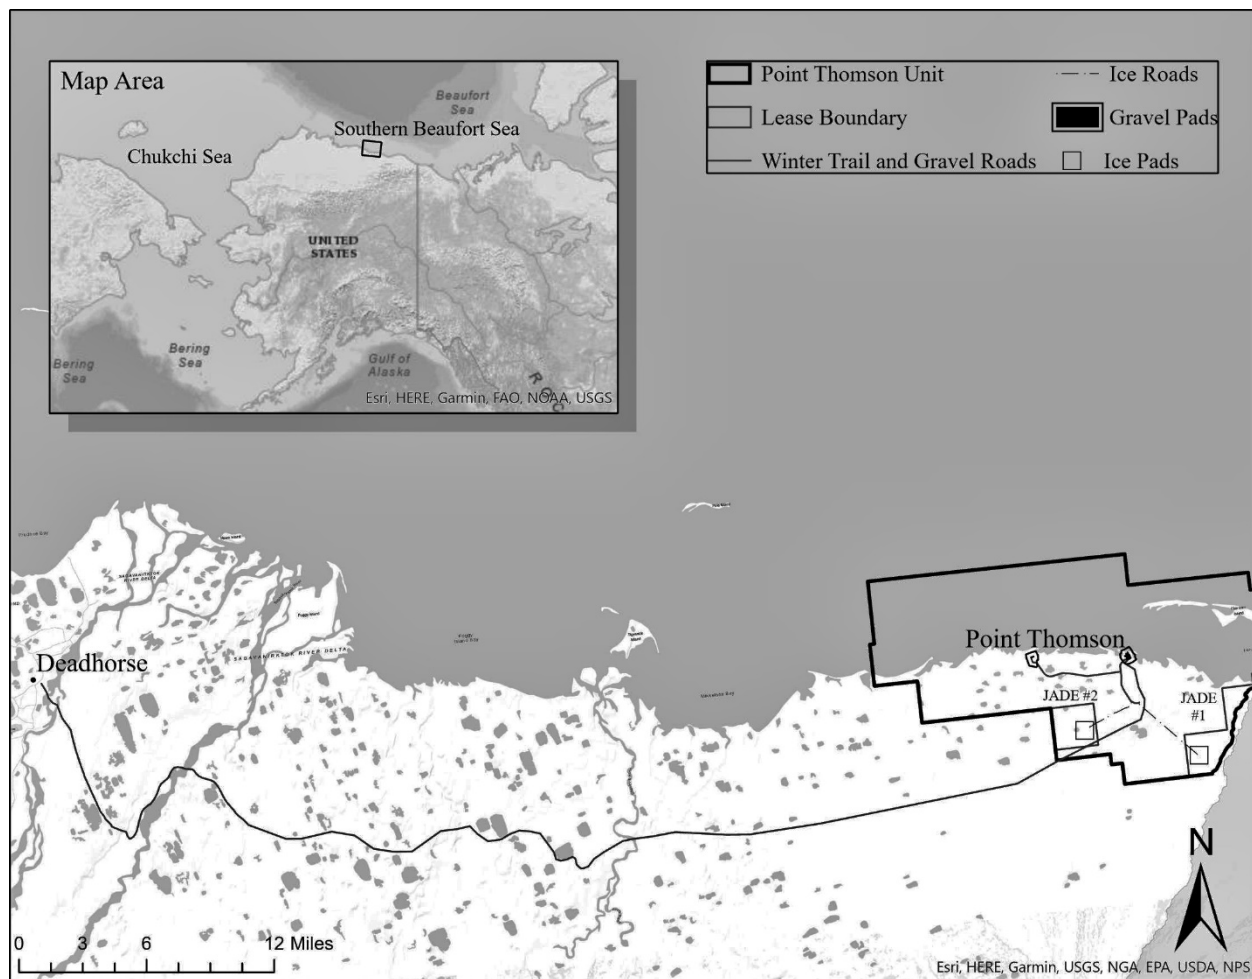 Map Area
Beaufort
Sea
Southern Beaufort Sea
Chukchi Sea
UNITED
STATES
Bering
Sea
Bering
Sea
Gulf of
Alaska
R O C
Esri, HERE, Garmin, FAO, NOAA, USGS
Point Thomson Unit
Lease Boundary
Winter Trail and Gravel Roads
Ice Roads
Gravel Pads
Ice Pads
SAGAVANIRKTOK
RIVER DELTA
SAGAVANIRKTOK RIVER DELTA
Deadhorse
Point Thomson
JADE #2
JADE
#1
N
0 3 6 12 Miles
Esri, HERE, Garmin, USGS, NGA, EPA, USDA, NPS